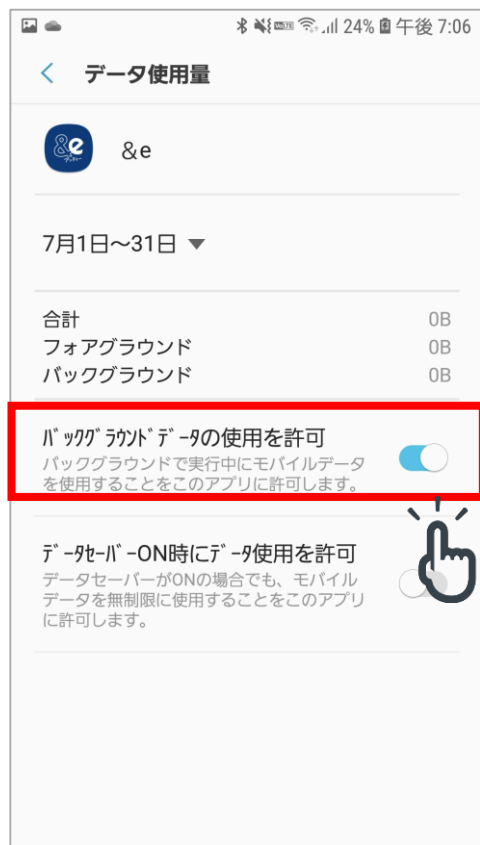 24% 午後 7:06
データ使用量
&e
&e
7月1日～31日
合計 0B
フォアグラウンド 0B
バックグラウンド 0B
ﾊﾞｯｸｸﾞﾗｳﾝﾄﾞﾃﾞｰﾀの使用を許可
バックグラウンドで実行中にモバイルデータ
を使用することをこのアプリに許可します。
ﾃﾞｰﾀｾｰﾊﾞｰON時にﾃﾞｰﾀ使用を許可
データセーバーがONの場合でも、モバイル
データを無制限に使用することをこのアプリ
に許可します。